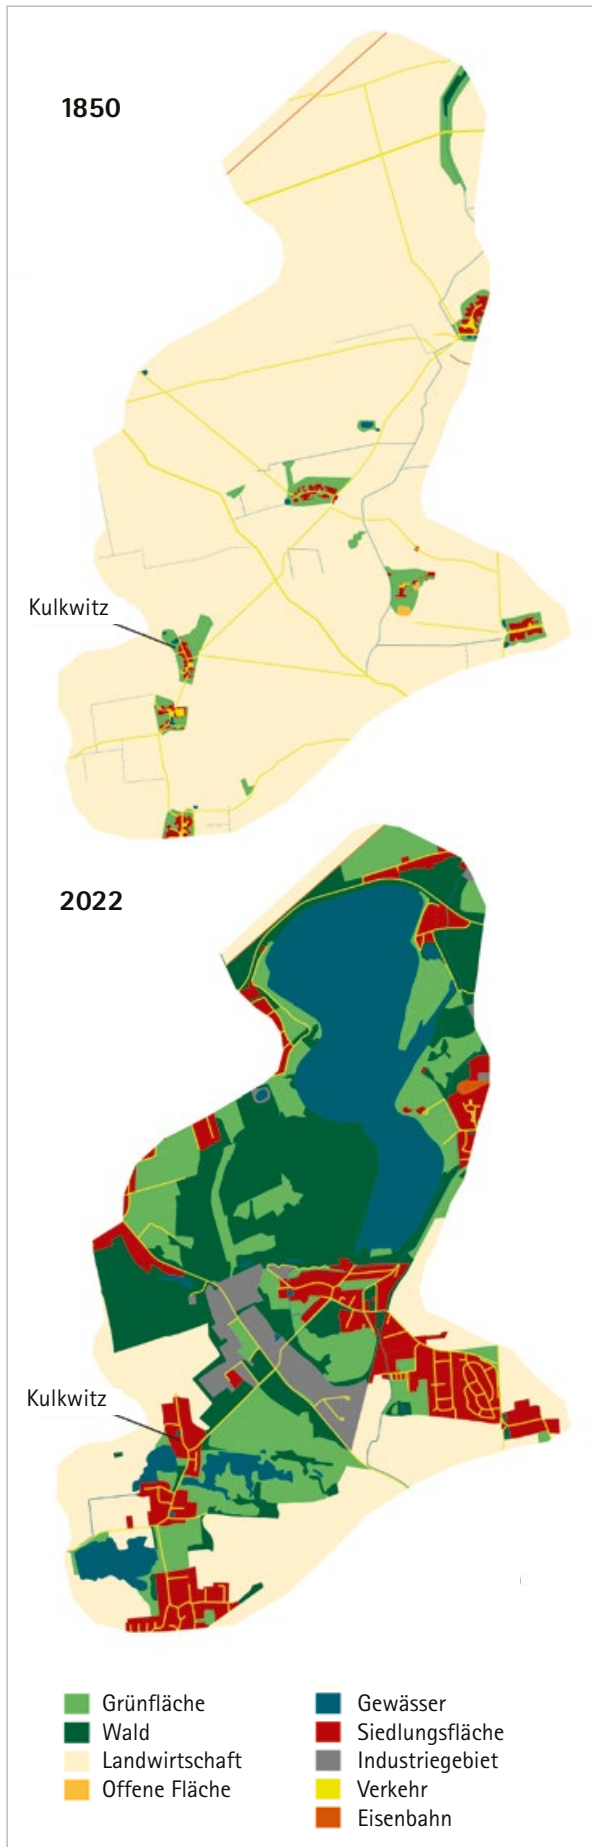 1850
Kulkwitz
2022
Kulkwitz
Grünfläche
Wald
Landwirtschaft
Offene Fläche
Gewässer
Siedlungsfläche
Industriegebiet
Verkehr
Eisenbahn